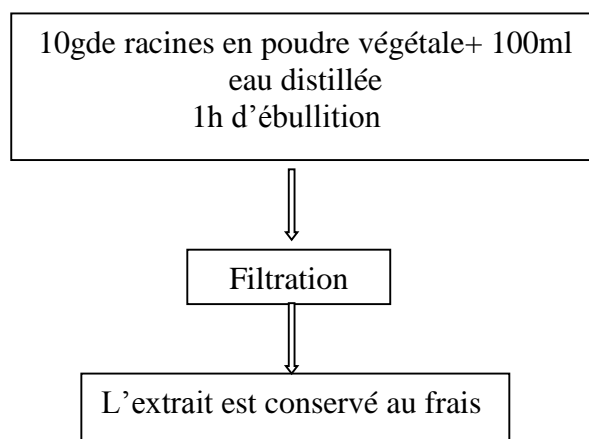 10gde racines en poudre végétale+ 100ml
eau distillée
1h d’ébullition
Filtration
L’extrait est conservé au frais